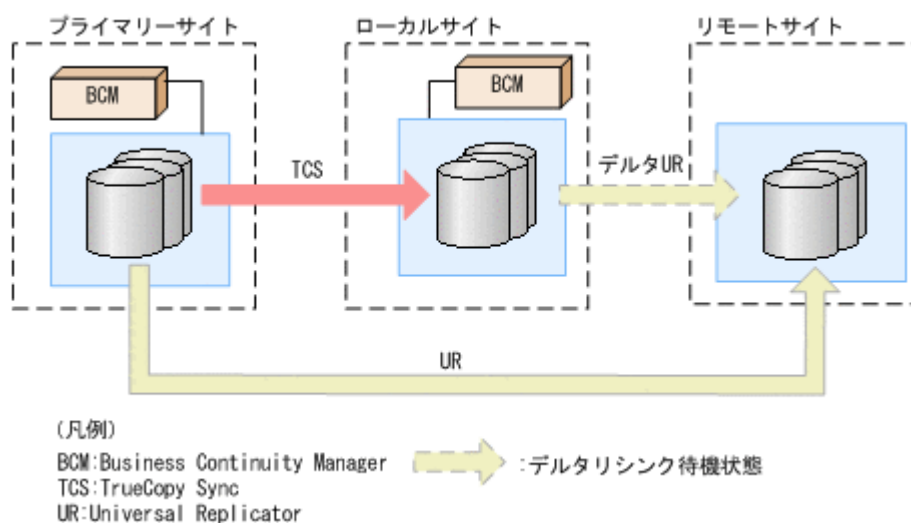 プライマリーサイト
ローカルサイト
リモートサイト
BCM
BCM
TCS
デルタUR
UR
(凡例)
BCM:Business Continuity Manager
:デルタリシンク待機状態
TCS:TrueCopy Sync
UR:Universal Replicator